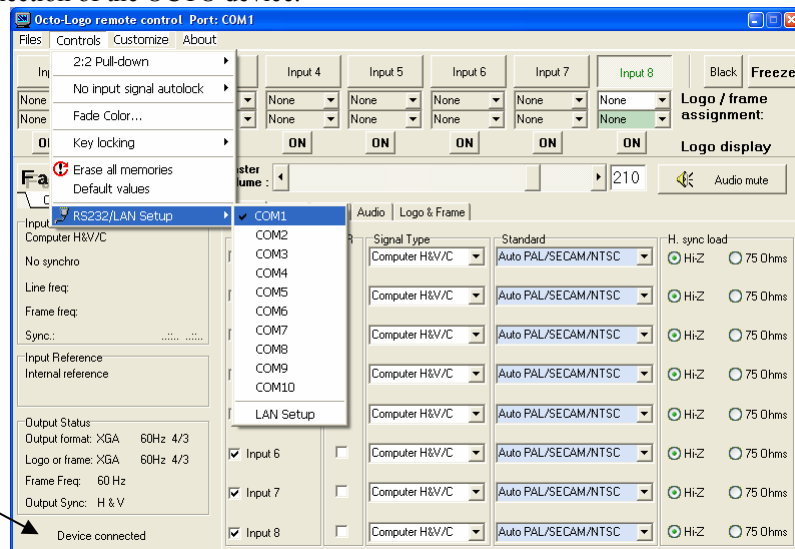 ection of the OCTO device.
Octo-Logo remote control Port: COM1
Files Controls Customize About
2:2 Pull-down
No input signal autolock
Fade Color...
Key locking
Erase all memories
Default values
RS232/LAN Setup
COM1
COM2
COM3
COM4
COM5
COM6
COM7
COM8
COM9
COM10
LAN Setup
Input 4 Input 5 Input 6 Input 7 Input 8 Black Freeze
None None None None None None Logo / frame
None None None None None None assignment:
ON ON ON ON ON Logo display
210 Audio mute
Audio Logo & Frame
Computer H&V/C
No synchro
Line freq:
Frame freq:
Sync.: ...:... ...:...
Input Reference
Internal reference
Output Status
Output format: XGA 60Hz 4/3
Logo or frame: XGA 60Hz 4/3
Frame Freq: 60 Hz
Output Sync: H & V
Device connected
Signal Type Standard H. sync load
Computer H&V/C Auto PAL/SECAM/NTSC Hi-Z 75 Ohms
Computer H&V/C Auto PAL/SECAM/NTSC Hi-Z 75 Ohms
Computer H&V/C Auto PAL/SECAM/NTSC Hi-Z 75 Ohms
Computer H&V/C Auto PAL/SECAM/NTSC Hi-Z 75 Ohms
Computer H&V/C Auto PAL/SECAM/NTSC Hi-Z 75 Ohms
Input 6 Computer H&V/C Auto PAL/SECAM/NTSC Hi-Z 75 Ohms
Input 7 Computer H&V/C Auto PAL/SECAM/NTSC Hi-Z 75 Ohms
Input 8 Computer H&V/C Auto PAL/SECAM/NTSC Hi-Z 75 Ohms